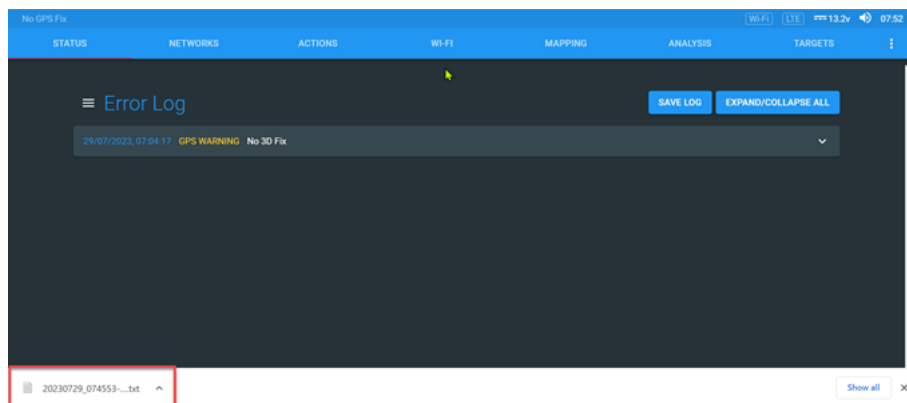 No GPS Fix Wi-Fi LTE 13.2v 07:52
STATUS NETWORKS ACTIONS WI-FI MAPPING ANALYSIS TARGETS
Error Log SAVE LOG EXPAND/COLLAPSE ALL
29/07/2023, 07:04:17 GPS WARNING No 3D Fix
20230729_074553-....txt Show all